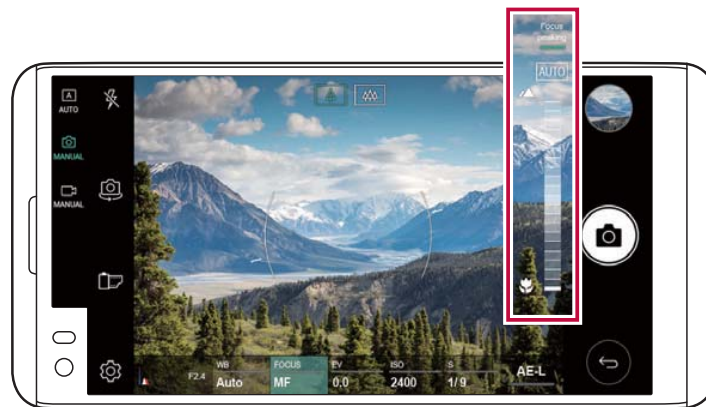 Focus
peaking
AUTO
A
AUTO
MANUAL
MANUAL
F2.4
WB
Auto
FOCUS
MF
EV
0.0
ISO
2400
S
1/9
AE-L